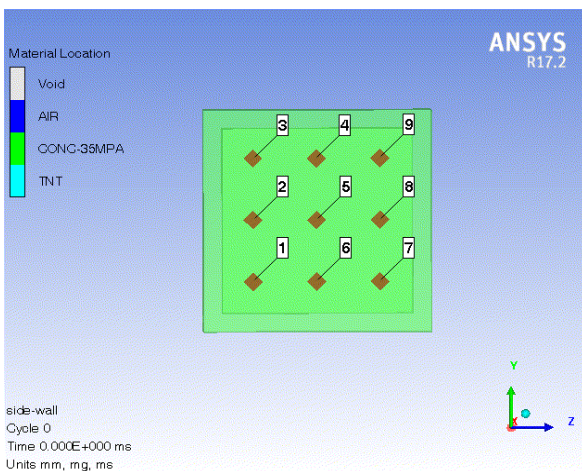 ANSYS
R17.2
Material Location
Void
AIR
CONC-35MPA
TNT
3 4 9
2 5 8
1 6 7
side-wall
Cycle 0
Time 0.000E+000 ms
Units mm, mg, ms
Y
X Z